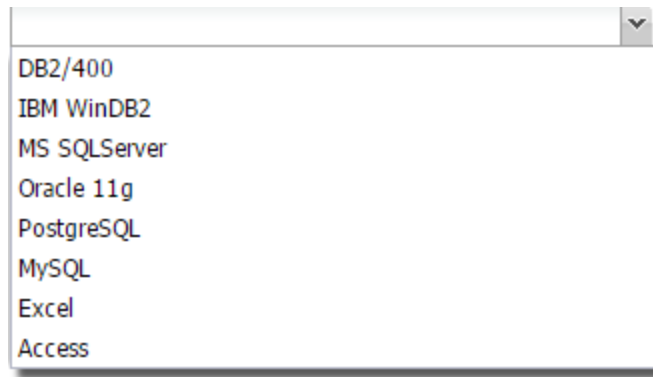 DB2/400
IBM WinDB2
MS SQLServer
Oracle 11g
PostgreSQL
MySQL
Excel
Access